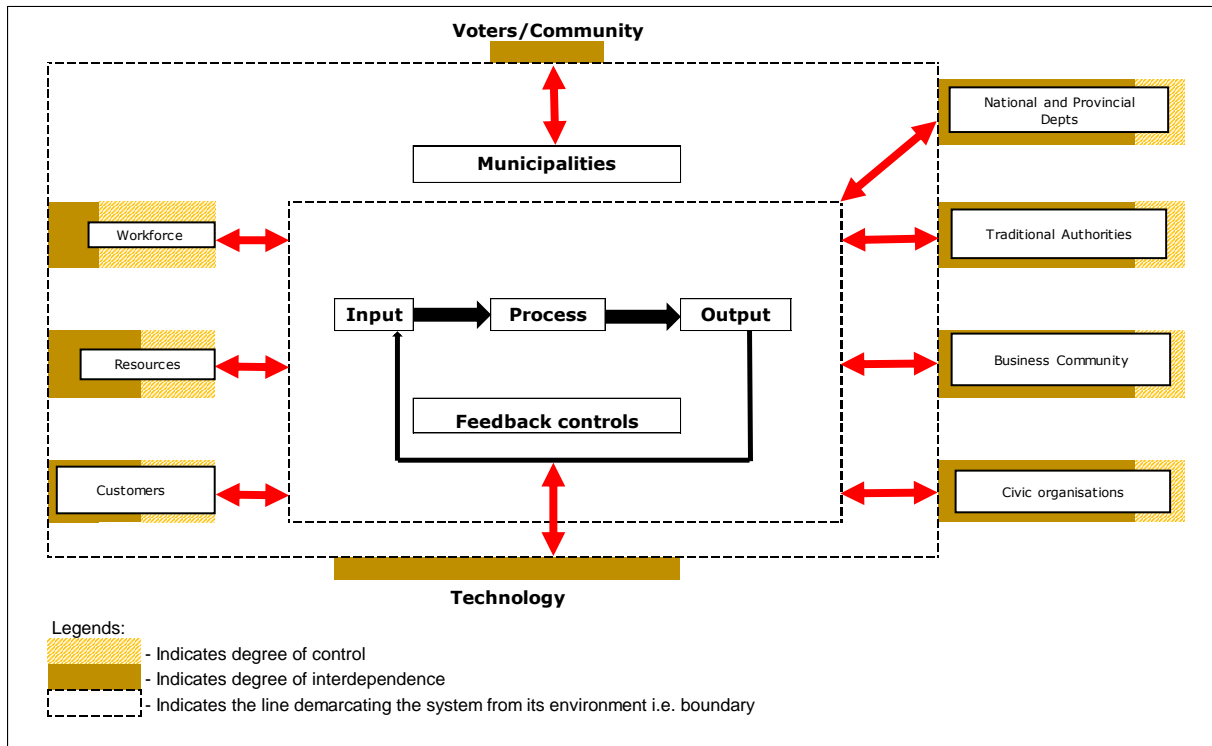 Voters/Community
National and Provincial
Depts
Municipalities
Workforce
Traditional Authorities
Input
Process
Output
Resources
Business Community
Feedback controls
Customers
Civic organisations
Technology
Legends:
- Indicates degree of control
- Indicates degree of interdependence
- Indicates the line demarcating the system from its environment i.e. boundary